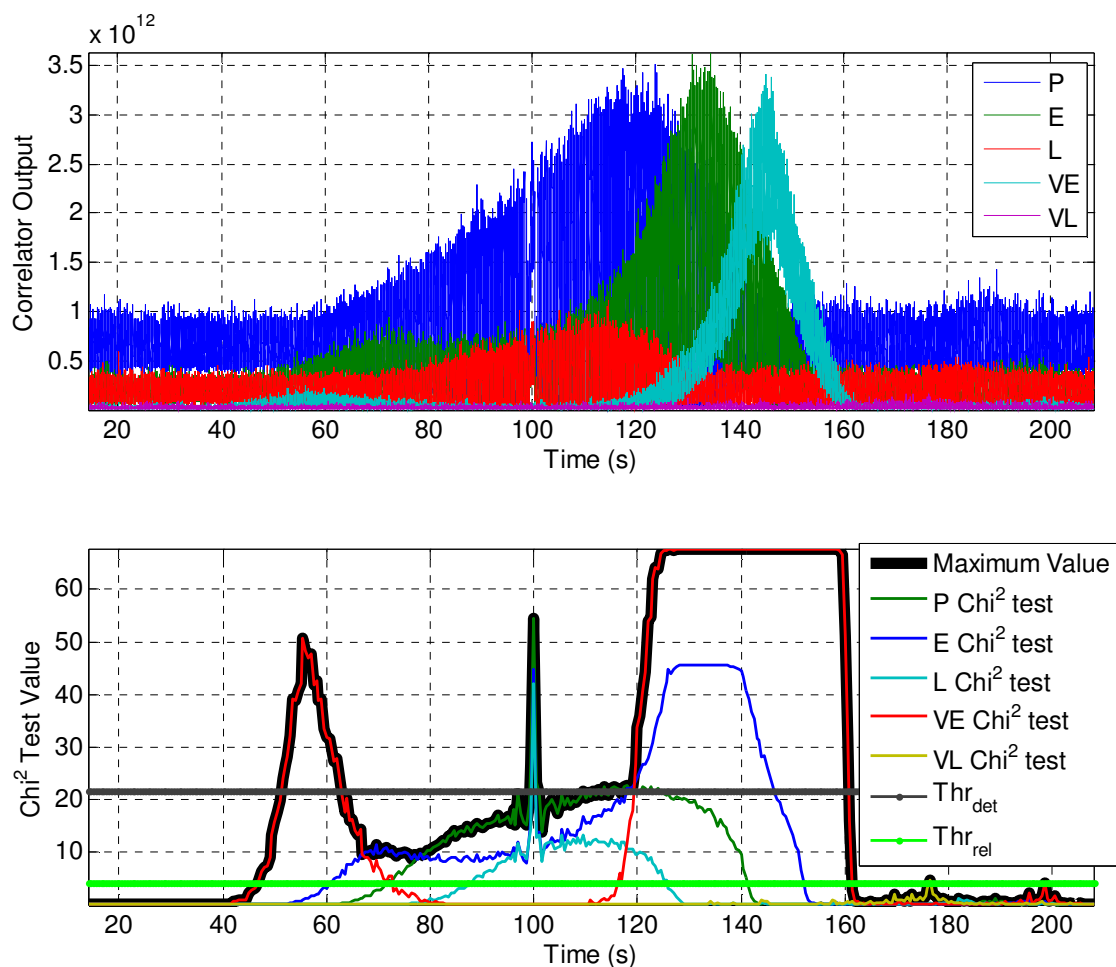 x 10^12
3.5
3
2.5
2
1.5
1
0.5
Correlator Output
P
E
L
VE
VL
20 40 60 80 100 120 140 160 180 200
Time (s)
60
50
40
30
20
10
Chi² Test Value
Maximum Value
P Chi² test
E Chi² test
L Chi² test
VE Chi² test
VL Chi² test
Thr_det
Thr_rel
20 40 60 80 100 120 140 160 180 200
Time (s)